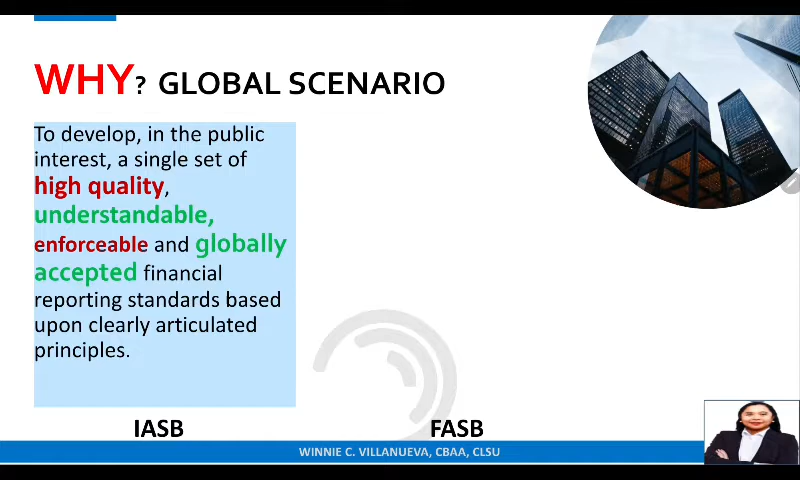 WHY? GLOBAL SCENARIO
To develop, in the public
interest, a single set of
high quality,
understandable,
enforceable and globally
accepted financial
reporting standards based
upon clearly articulated
principles.
IASB
FASB
WINNIE C. VILLANUEVA, CBAA, CLSU